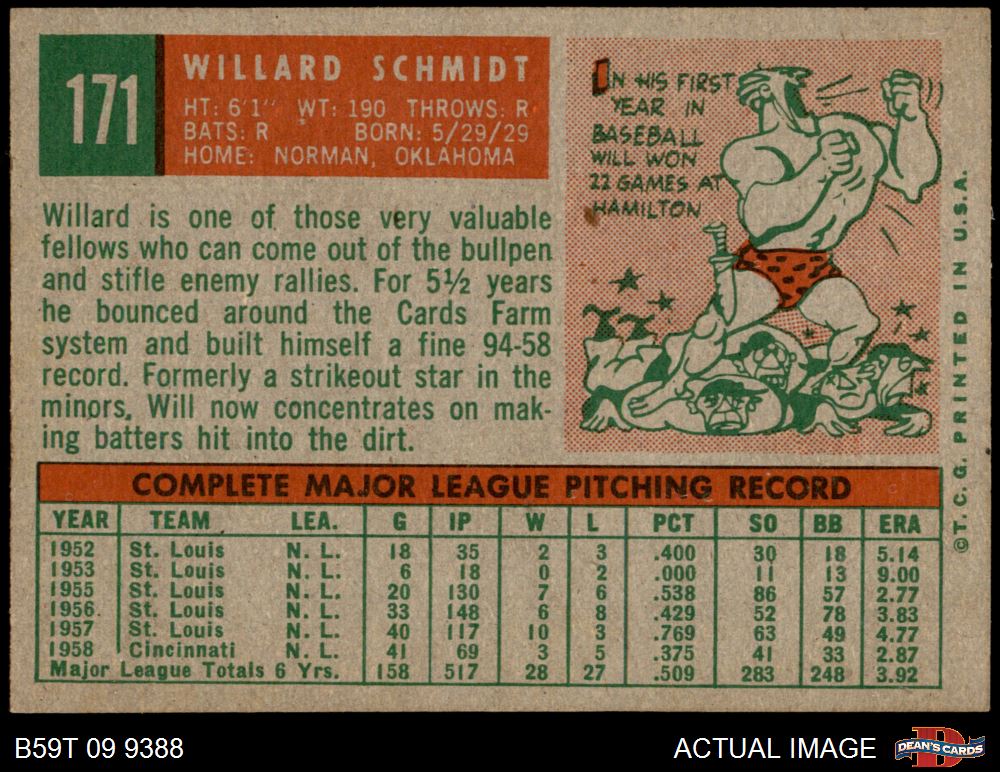 171
WILLARD SCHMIDT
HT: 6'1" WT: 190 THROWS: R
BATS: R BORN: 5/29/29
HOME: NORMAN, OKLAHOMA
Willard is one of those very valuable
fellows who can come out of the bullpen
and stifle enemy rallies. For 5½ years
he bounced around the Cards Farm
system and built himself a fine 94-58
record. Formerly a strikeout star in the
minors, Will now concentrates on mak-
ing batters hit into the dirt.
IN HIS FIRST
YEAR IN
BASEBALL
WILL WON
22 GAMES AT
HAMILTON
COMPLETE MAJOR LEAGUE PITCHING RECORD
YEAR TEAM LEA. G IP W L PCT SO BB ERA
1952 St. Louis N. L. 18 35 2 3 .400 30 18 5.14
1953 St. Louis N. L. 6 18 0 2 .000 11 13 9.00
1955 St. Louis N. L. 20 130 7 6 .538 86 57 2.77
1956 St. Louis N. L. 33 148 6 8 .429 52 78 3.83
1957 St. Louis N. L. 40 117 10 3 .769 63 49 4.77
1958 Cincinnati N. L. 41 69 3 5 .375 41 33 2.87
Major League Totals 6 Yrs. 158 517 28 27 .509 283 248 3.92
©T.C.G. PRINTED IN U.S.A.
B59T 09 9388
ACTUAL IMAGE
D
DEAN'S CARDS